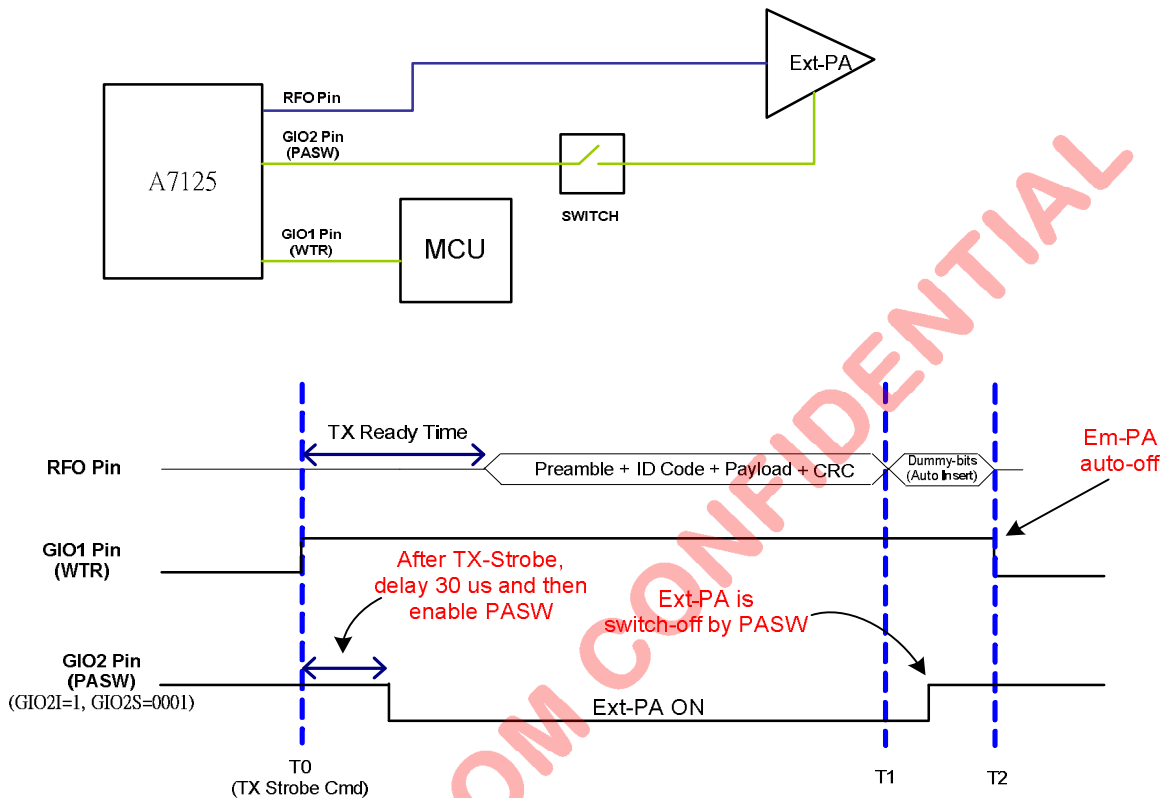 Ext-PA
RFO Pin
GIO2 Pin
(PASW)
A7125
SWITCH
GIO1 Pin
(WTR)
MCU
TX Ready Time
RFO Pin
Preamble + ID Code + Payload + CRC
Dummy-bits
(Auto Insert)
Em-PA
auto-off
GIO1 Pin
(WTR)
After TX-Strobe,
delay 30 us and then
enable PASW
Ext-PA is
switch-off by PASW
GIO2 Pin
(PASW)
(GIO2I=1, GIO2S=0001)
Ext-PA ON
T0
(TX Strobe Cmd)
T1
T2
OM CONFIDENTIAL